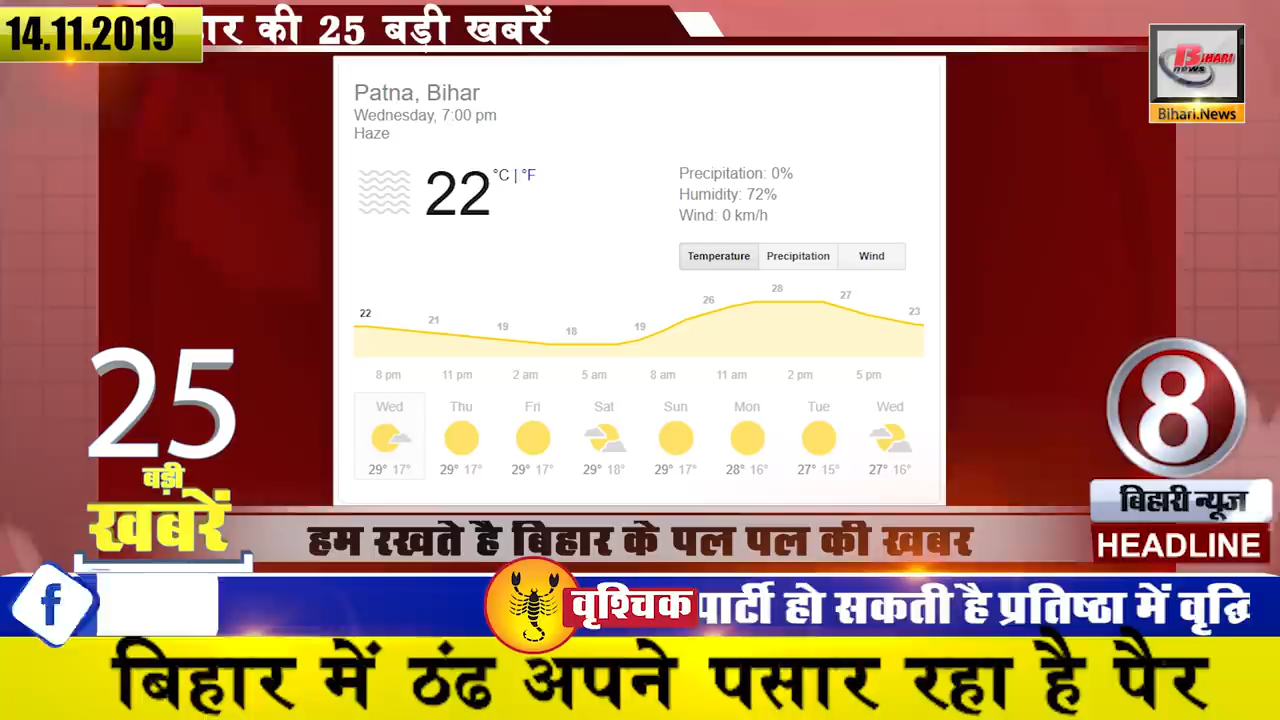 14.11.2019
हार की 25 बड़ी खबरें
BIHARI
news
Bihari.News
Patna, Bihar
Wednesday, 7:00 pm
Haze
22 °C | °F
Precipitation: 0%
Humidity: 72%
Wind: 0 km/h
Temperature Precipitation Wind
22 21 19 18 19 26 28 27 23
8 pm 11 pm 2 am 5 am 8 am 11 am 2 pm 5 pm
Wed Thu Fri Sat Sun Mon Tue Wed
29° 17° 29° 17° 29° 17° 29° 18° 29° 17° 28° 16° 27° 15° 27° 16°
25
बड़ी
खबरें
8
बिहारी न्यूज
HEADLINE
हम रखते है बिहार के पल पल की खबर
f
वृश्चिक पार्टी हो सकती है प्रतिष्ठा में वृद्धि
बिहार में ठंढ अपने पसार रहा है पैर